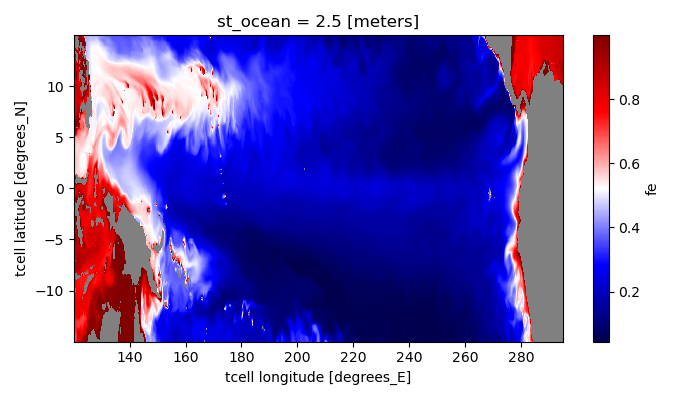 st_ocean = 2.5 [meters]
10
5
0
−5
−10
tcell latitude [degrees_N]
140 160 180 200 220 240 260 280
tcell longitude [degrees_E]
0.8
0.6
0.4
0.2
fe